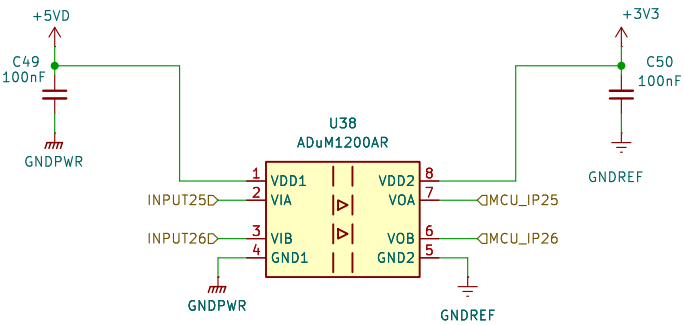 +5VD
+3V3
C49
100nF
C50
100nF
GNDPWR
GNDREF
U38
ADuM1200AR
1 VDD1 VDD2 8
INPUT25 2 VIA VOA 7 MCU_IP25
INPUT26 3 VIB VOB 6 MCU_IP26
4 GND1 GND2 5
GNDPWR
GNDREF